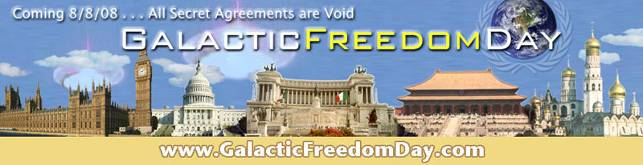 Coming 8/8/08 . . . All Secret Agreements are Void
GALACTICFREEDOMDAY
www.GalacticFreedomDay.com